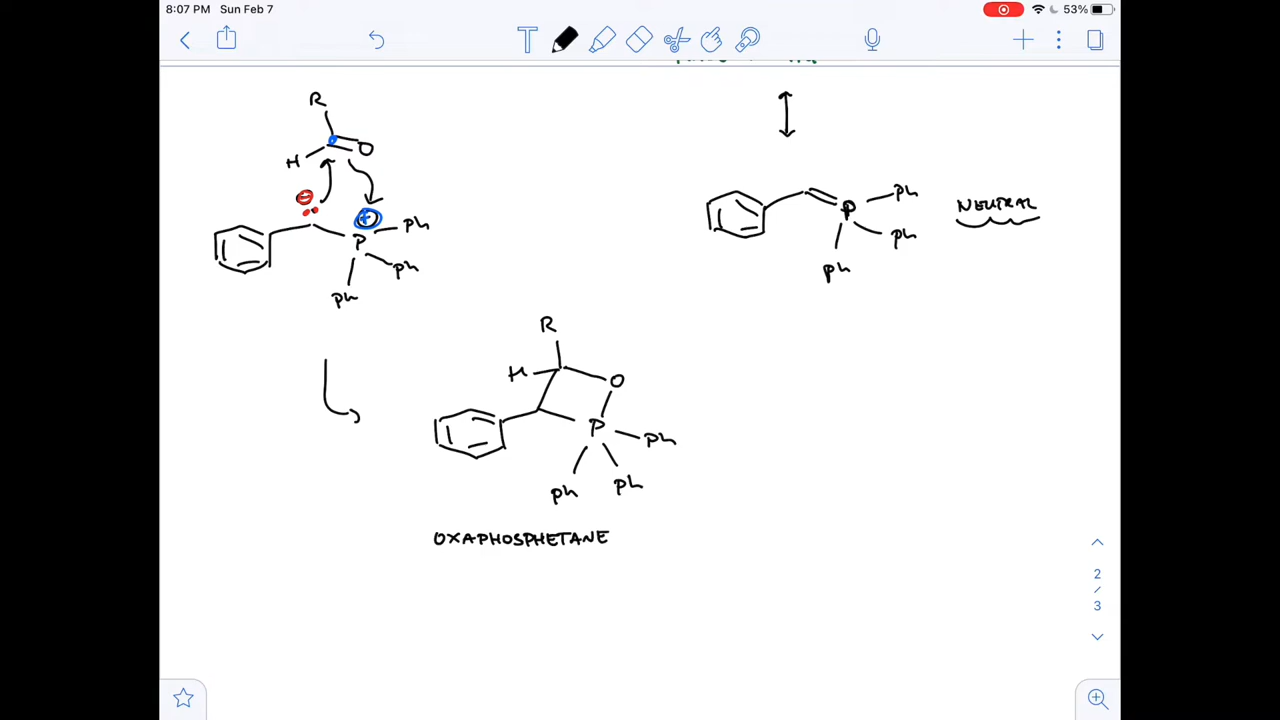 8:07 PM Sun Feb 7
53%
R
H
O
⊖
⊕
P
Ph
Ph
Ph
P
Ph
Ph
Ph
NEUTRAL
R
H
O
P
Ph
Ph
Ph
OXAPHOSPHETANE
2
/
3